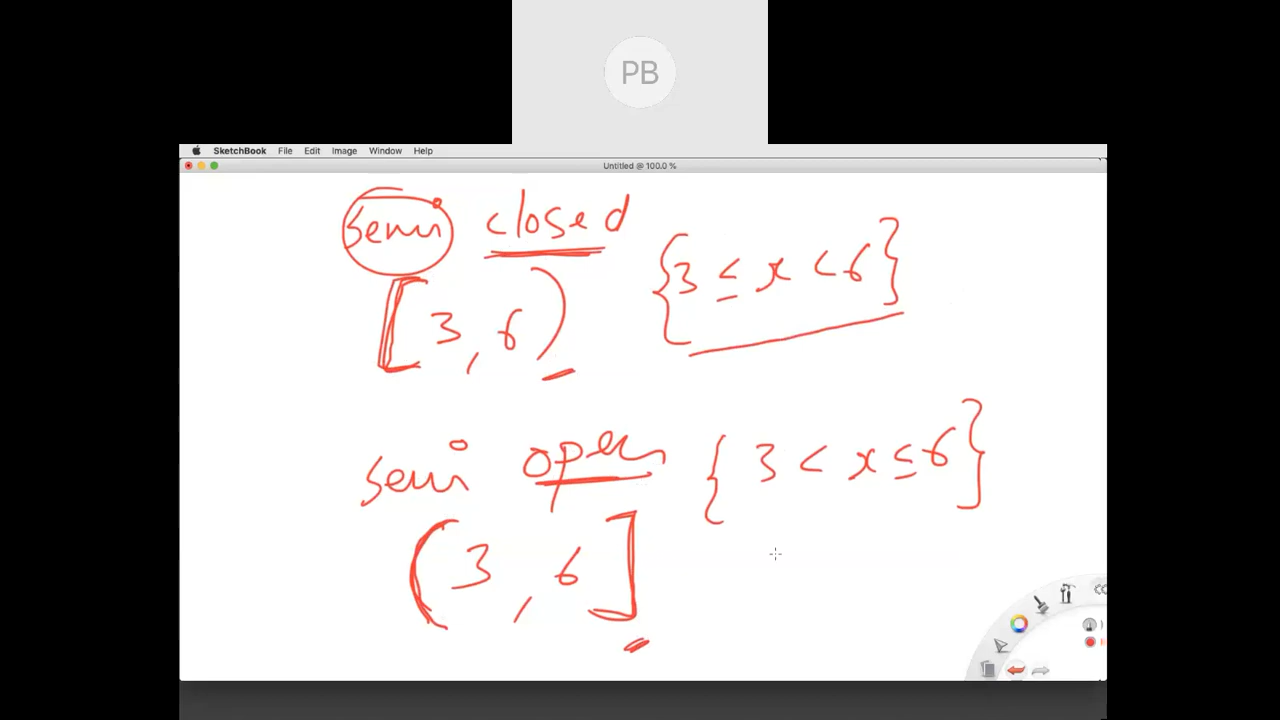 PB
SketchBook File Edit Image Window Help
Untitled @ 100.0 %
semi closed
[3, 6) {3 ≤ x < 6}
semi open { 3 < x ≤ 6 }
(3, 6]